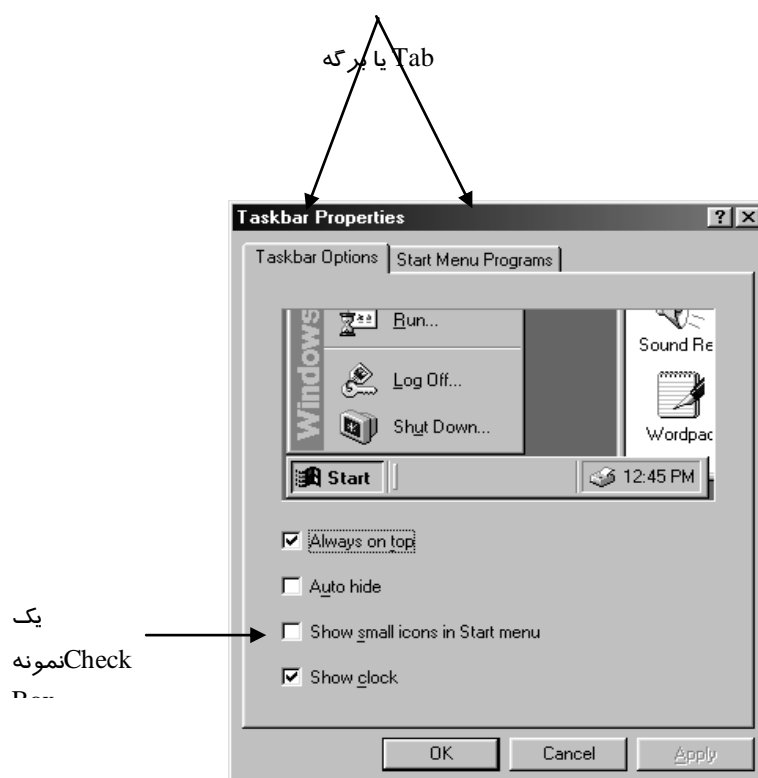 Tab یا برگه
Taskbar Properties
Taskbar Options
Start Menu Programs
Windows
Run...
Log Off...
Shut Down...
Sound Re
Wordpad
Start
12:45 PM
Always on top
Auto hide
Show small icons in Start menu
Show clock
یک
نمونهCheck
OK
Cancel
Apply